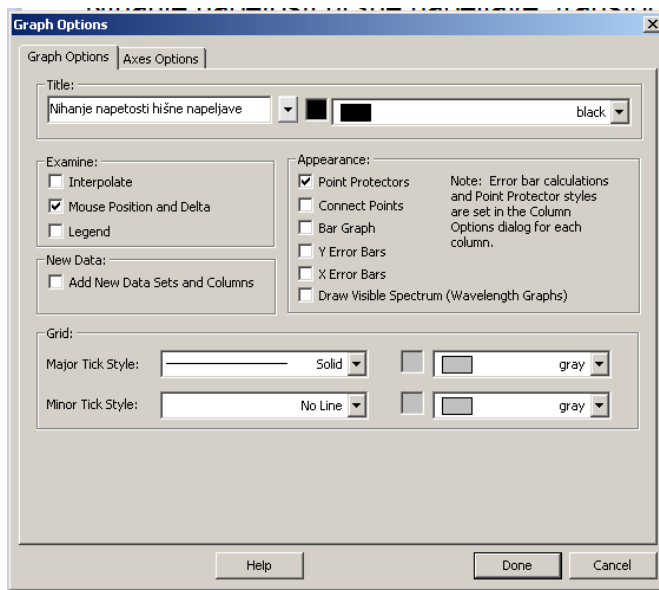 Graph Options
Graph Options
Axes Options
Title:
Nihanje napetosti hišne napeljave
black
Examine:
Interpolate
Mouse Position and Delta
Legend
New Data:
Add New Data Sets and Columns
Appearance:
Point Protectors
Connect Points
Bar Graph
Y Error Bars
X Error Bars
Draw Visible Spectrum (Wavelength Graphs)
Note: Error bar calculations
and Point Protector styles
are set in the Column
Options dialog for each
column.
Grid:
Major Tick Style:
Solid
gray
Minor Tick Style:
No Line
gray
Help
Done
Cancel